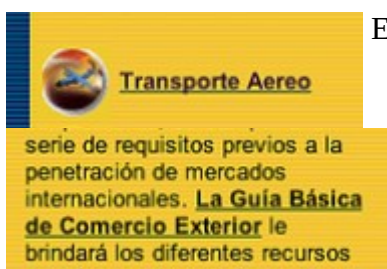 E
Transporte Aereo
serie de requisitos previos a la
penetración de mercados
internacionales. La Guía Básica
de Comercio Exterior le
brindará los diferentes recursos